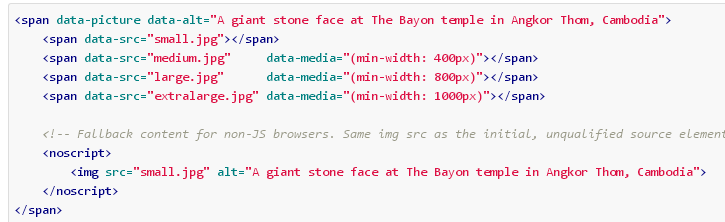 <span data-picture data-alt="A giant stone face at The Bayon temple in Angkor Thom, Cambodia">
    <span data-src="small.jpg"></span>
    <span data-src="medium.jpg"     data-media="(min-width: 400px)"></span>
    <span data-src="large.jpg"      data-media="(min-width: 800px)"></span>
    <span data-src="extralarge.jpg" data-media="(min-width: 1000px)"></span>

    <!-- Fallback content for non-JS browsers. Same img src as the initial, unqualified source element
    <noscript>
        <img src="small.jpg" alt="A giant stone face at The Bayon temple in Angkor Thom, Cambodia">
    </noscript>
</span>